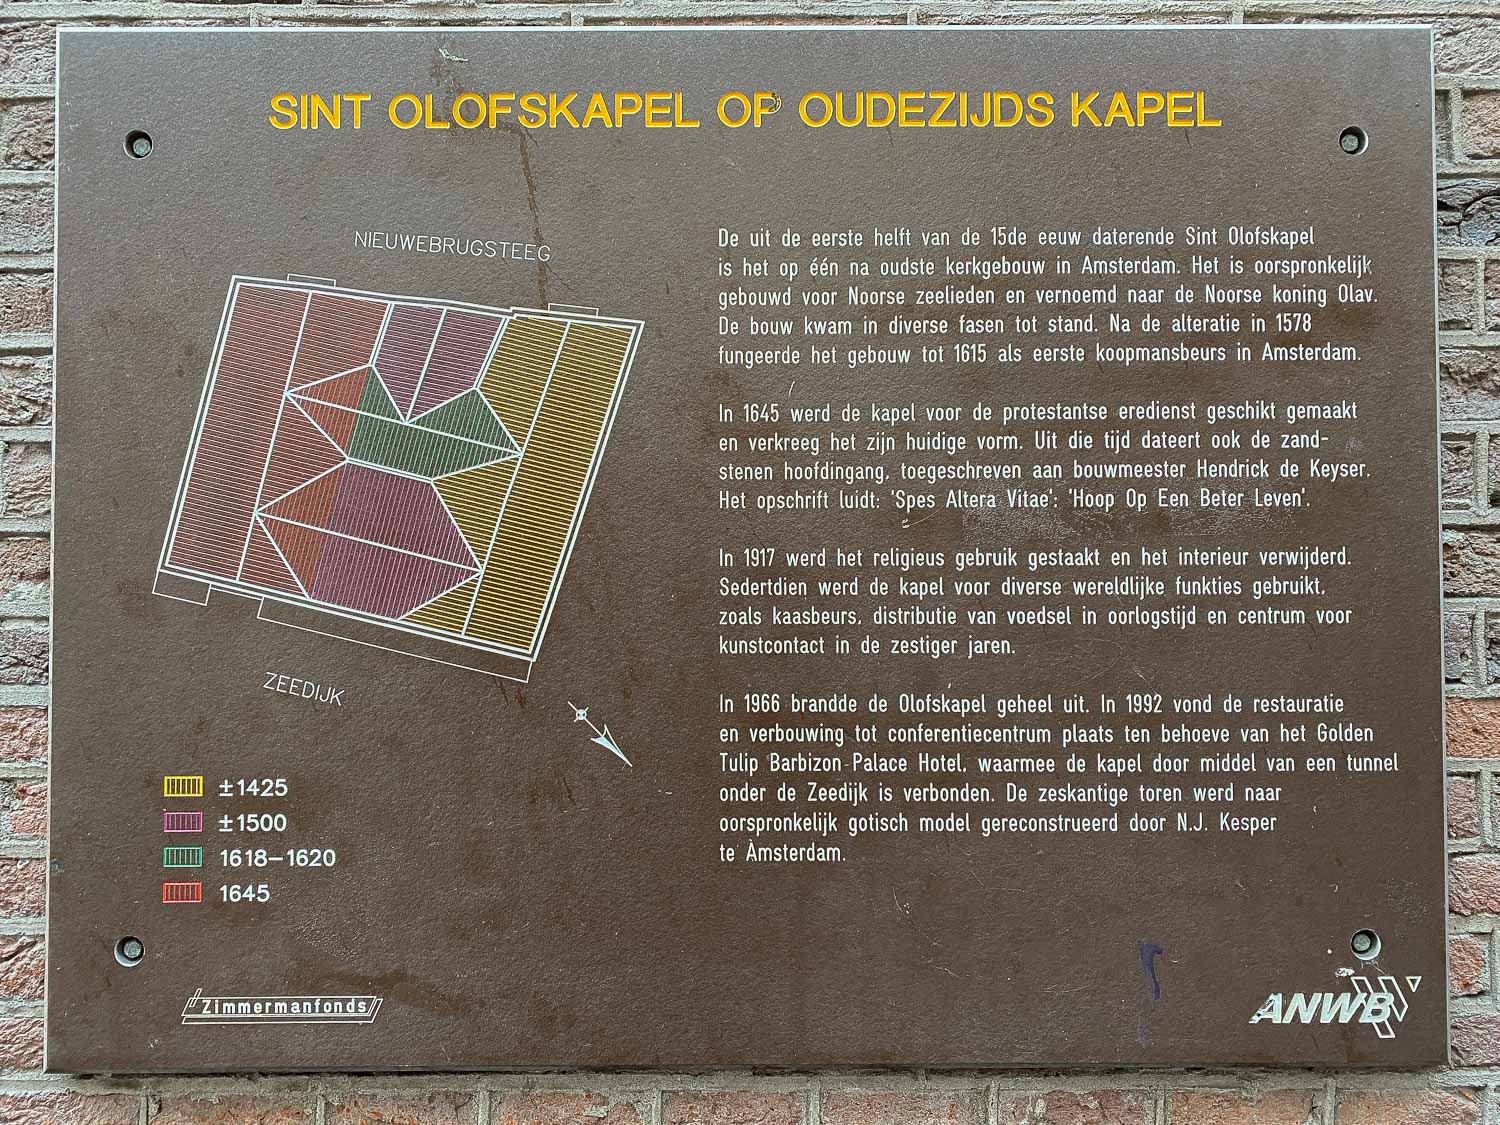 SINT OLOFSKAPEL OF OUDEZIJDS KAPEL
NIEUWEBRUGSTEEG
ZEEDIJK
±1425
±1500
1618-1620
1645
De uit de eerste helft van de 15de eeuw daterende Sint Olofskapel
is het op één na oudste kerkgebouw in Amsterdam. Het is oorspronkelijk
gebouwd voor Noorse zeelieden en vernoemd naar de Noorse koning Olav.
De bouw kwam in diverse fasen tot stand. Na de alteratie in 1578
fungeerde het gebouw tot 1615 als eerste koopmansbeurs in Amsterdam.
In 1645 werd de kapel voor de protestantse eredienst geschikt gemaakt
en verkreeg het zijn huidige vorm. Uit die tijd dateert ook de zand-
stenen hoofdingang, toegeschreven aan bouwmeester Hendrick de Keyser.
Het opschrift luidt: 'Spes Altera Vitae': 'Hoop Op Een Beter Leven'.
In 1917 werd het religieus gebruik gestaakt en het interieur verwijderd.
Sedertdien werd de kapel voor diverse wereldlijke funkties gebruikt,
zoals kaasbeurs, distributie van voedsel in oorlogstijd en centrum voor
kunstcontact in de zestiger jaren.
In 1966 brandde de Olofskapel geheel uit. In 1992 vond de restauratie
en verbouwing tot conferentiecentrum plaats ten behoeve van het Golden
Tulip Barbizon-Palace Hotel, waarmee de kapel door middel van een tunnel
onder de Zeedijk is verbonden. De zeskantige toren werd naar
oorspronkelijk gotisch model gereconstrueerd door N.J. Kesper
te Amsterdam.
Zimmermanfonds
ANWB